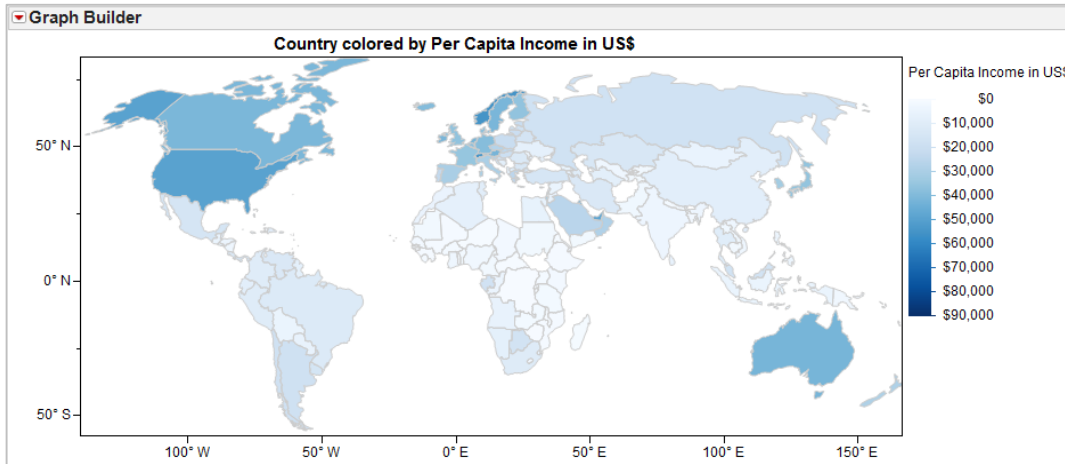 Graph Builder
Country colored by Per Capita Income in US$
Per Capita Income in US$
$0
$10,000
$20,000
$30,000
$40,000
$50,000
$60,000
$70,000
$80,000
$90,000
50° N
0° N
50° S
100° W
50° W
0° E
50° E
100° E
150° E